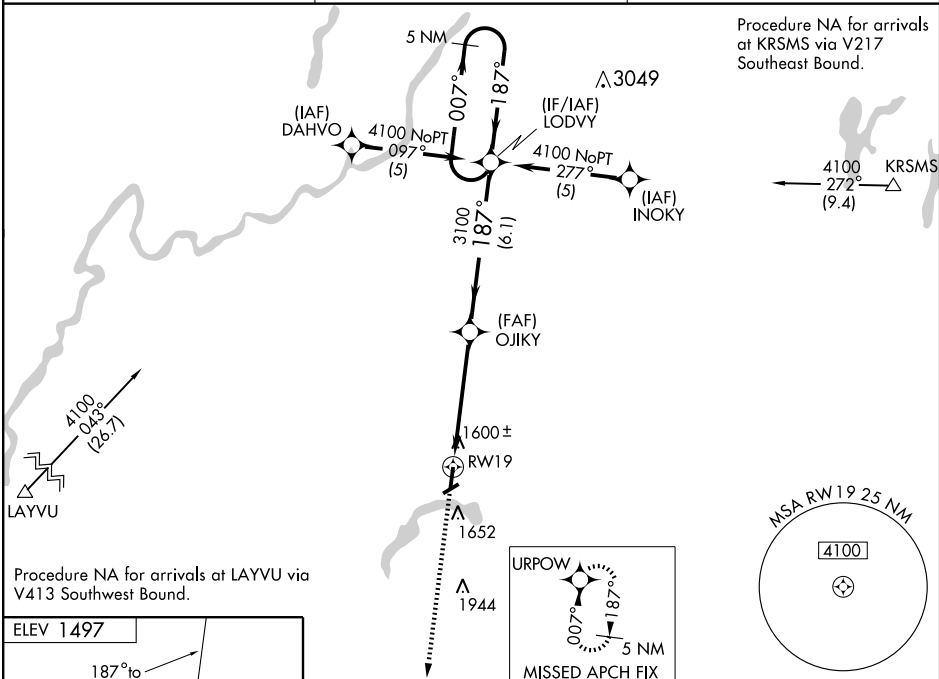 Procedure NA for arrivals
at KRSMS via V217
Southeast Bound.
5 NM
3049
007°
187°
(IF/IAF)
LODVY
(IAF)
DAHVO
4100 NoPT
097°
(5)
4100 NoPT
277°
(5)
(IAF)
INOKY
4100
272°
(9.4)
KRSMS
3100
187°
(6.1)
(FAF)
OJIKY
4100
043°
(26.7)
LAYVU
1600 ±
RW19
1652
1944
MSA RW19 25 NM
4100
Procedure NA for arrivals at LAYVU via
V413 Southwest Bound.
URPOW
007°
187°
5 NM
MISSED APCH FIX
ELEV 1497
187° to